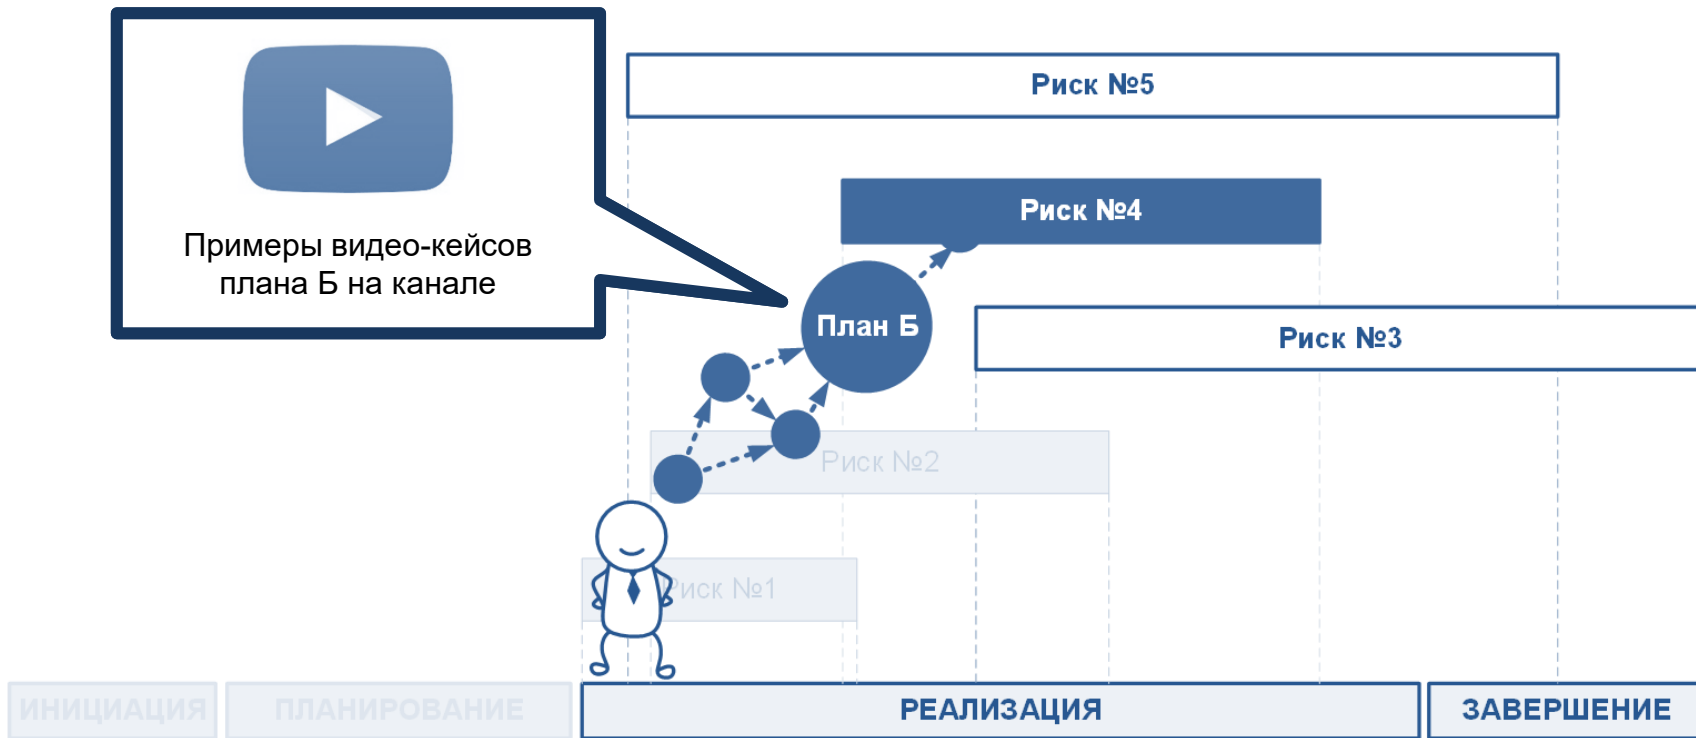 Риск №5
Риск №4
Примеры видео-кейсов
плана Б на канале
План Б
Риск №3
Риск №2
Риск №1
ИНИЦИАЦИЯ
ПЛАНИРОВАНИЕ
РЕАЛИЗАЦИЯ
ЗАВЕРШЕНИЕ